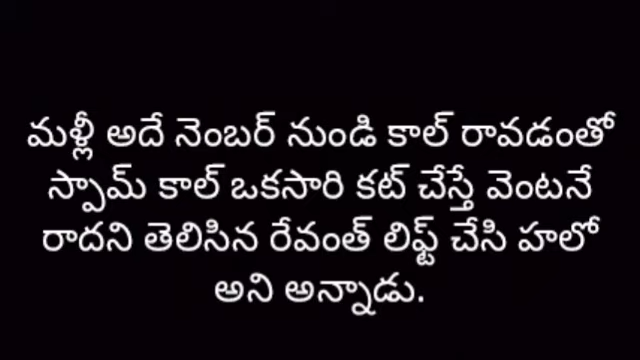 మళ్లీ అదే నెంబర్ నుండి కాల్ రావడంతో
స్పామ్ కాల్ ఒకసారి కట్ చేస్తే వెంటనే
రాదని తెలిసిన రేవంత్ లిఫ్ట్ చేసి హలో
అని అన్నాడు.